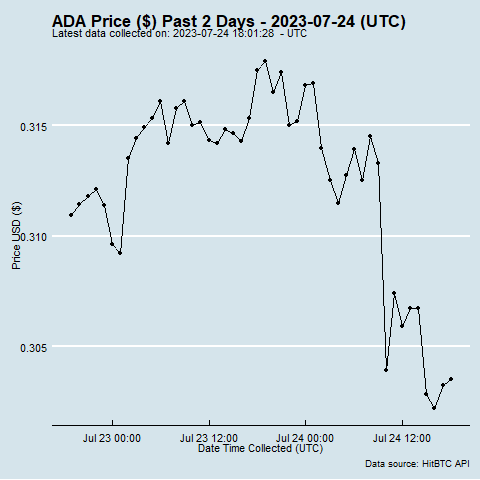 ADA Price ($) Past 2 Days - 2023-07-24 (UTC)
Latest data collected on: 2023-07-24 18:01:28 - UTC
0.315
0.310
0.305
Price USD ($)
Jul 23 00:00 Jul 23 12:00 Jul 24 00:00 Jul 24 12:00
Date Time Collected (UTC)
Data source: HitBTC API